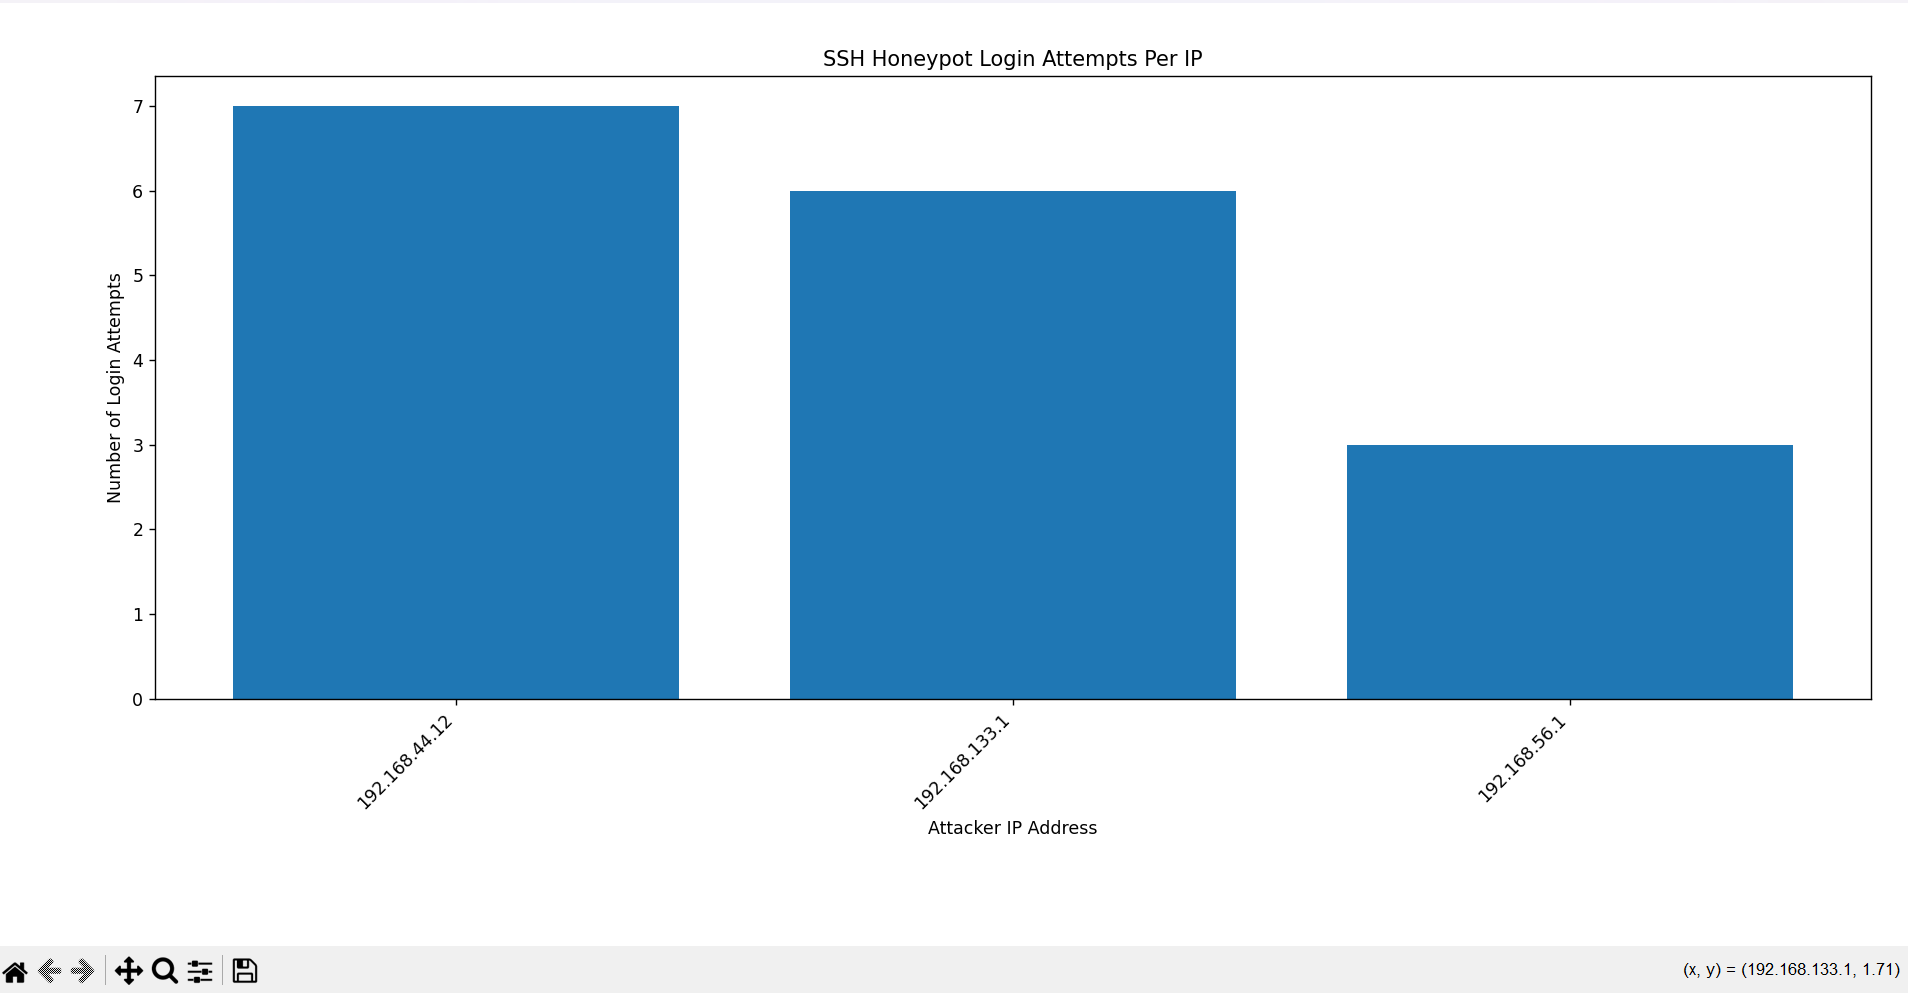 SSH Honeypot Login Attempts Per IP
Number of Login Attempts
7
6
5
4
3
2
1
0
192.168.44.12
192.168.133.1
192.168.56.1
Attacker IP Address
(x, y) = (192.168.133.1, 1.71)